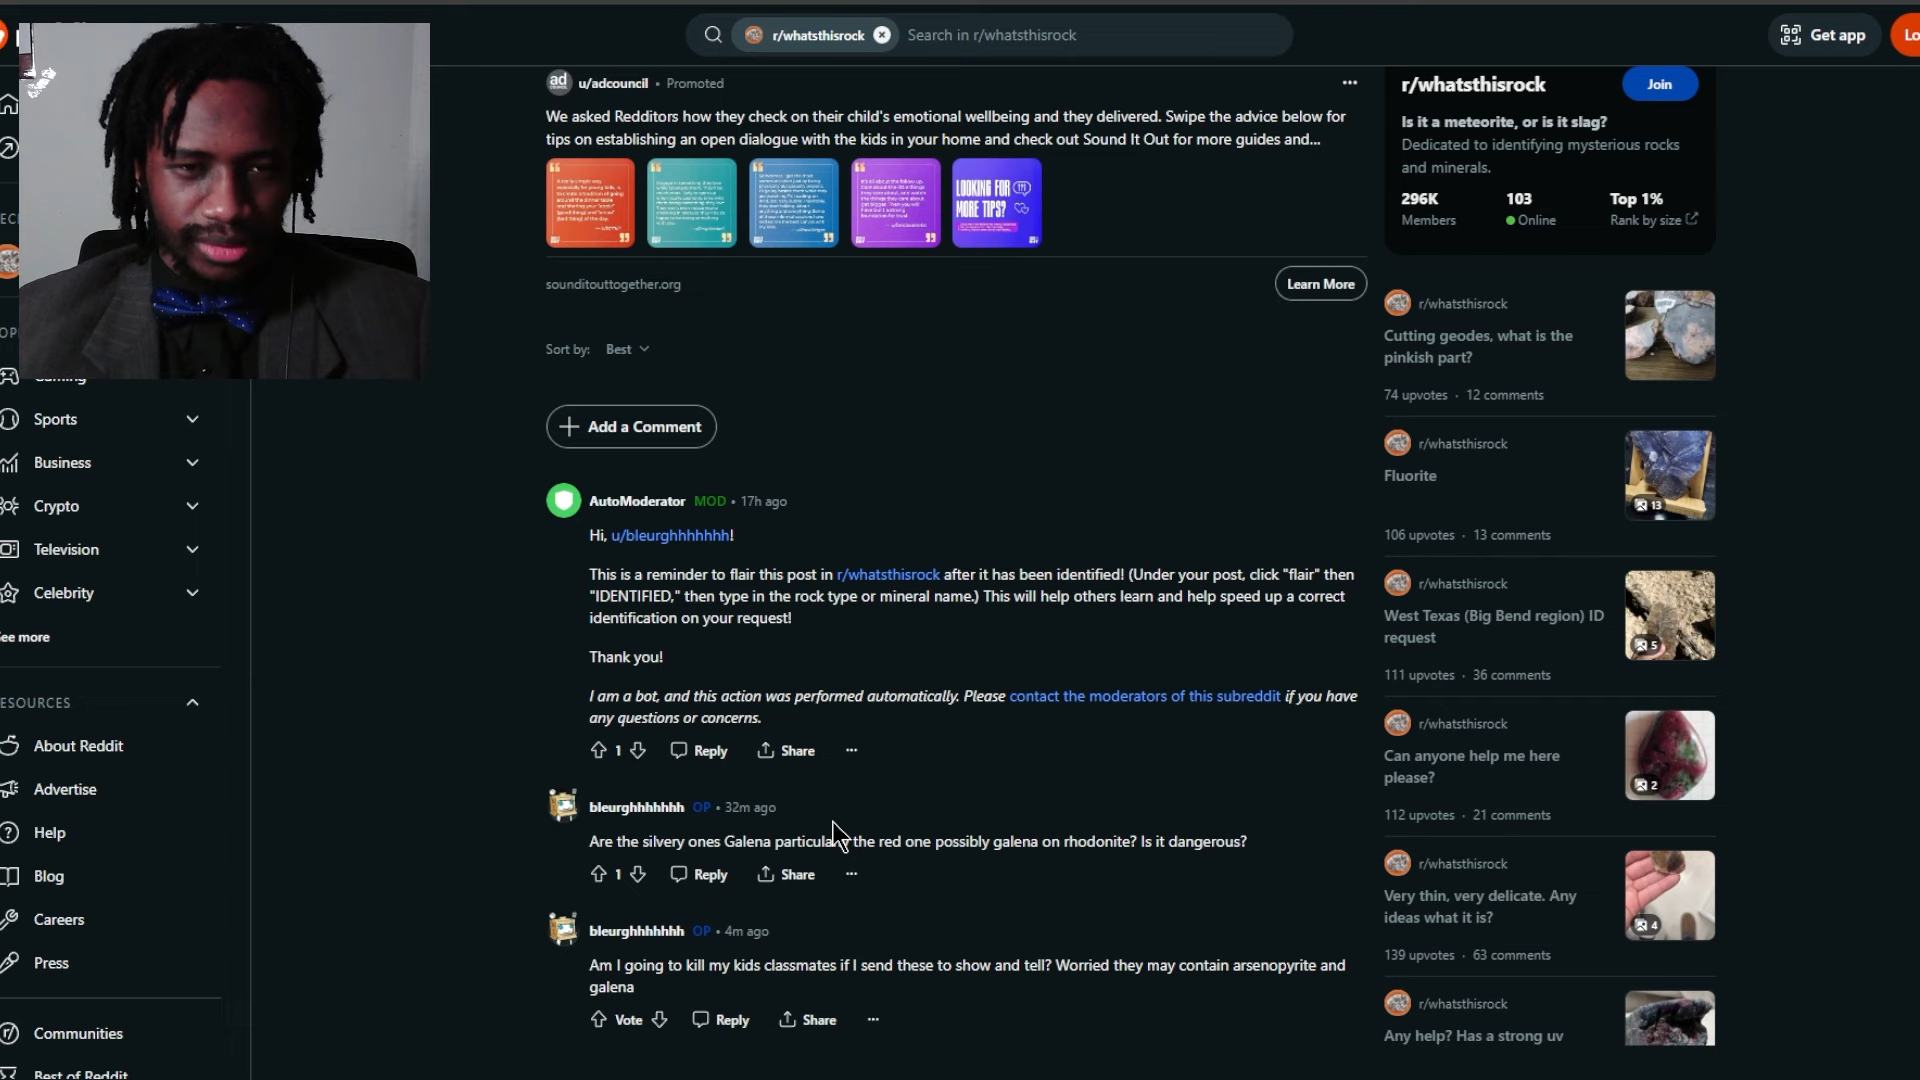 r/whatsthisrock
Search in r/whatsthisrock
Get app
Lo
u/adcouncil • Promoted
We asked Redditors how they check on their child's emotional wellbeing and they delivered. Swipe the advice below for
tips on establishing an open dialogue with the kids in your home and check out Sound It Out for more guides and...
LOOKING FOR
MORE TIPS?
sounditouttogether.org
Learn More
Sort by: Best
Add a Comment
AutoModerator MOD • 17h ago
Hi, u/bleurghhhhhhh!
This is a reminder to flair this post in r/whatsthisrock after it has been identified! (Under your post, click "flair" then
"IDENTIFIED," then type in the rock type or mineral name.) This will help others learn and help speed up a correct
identification on your request!
Thank you!
I am a bot, and this action was performed automatically. Please contact the moderators of this subreddit if you have
any questions or concerns.
1 Reply Share
bleurghhhhhhh OP • 32m ago
Are the silvery ones Galena the red one possibly galena on rhodonite? Is it dangerous?
1 Reply Share
bleurghhhhhhh OP • 4m ago
Am I going to kill my kids classmates if I send these to show and tell? Worried they may contain arsenopyrite and
galena
Vote Reply Share
Sports
Business
Crypto
Television
Celebrity
ee more
ESOURCES
About Reddit
Advertise
Help
Blog
Careers
Press
Communities
Best of Reddit
r/whatsthisrock
Join
Is it a meteorite, or is it slag?
Dedicated to identifying mysterious rocks
and minerals.
296K 103 Top 1%
Members Online Rank by size
r/whatsthisrock
Cutting geodes, what is the
pinkish part?
74 upvotes · 12 comments
r/whatsthisrock
Fluorite
13
106 upvotes · 13 comments
r/whatsthisrock
West Texas (Big Bend region) ID
request
5
111 upvotes · 36 comments
r/whatsthisrock
Can anyone help me here
please?
2
112 upvotes · 21 comments
r/whatsthisrock
Very thin, very delicate. Any
ideas what it is?
4
139 upvotes · 63 comments
r/whatsthisrock
Any help? Has a strong uv